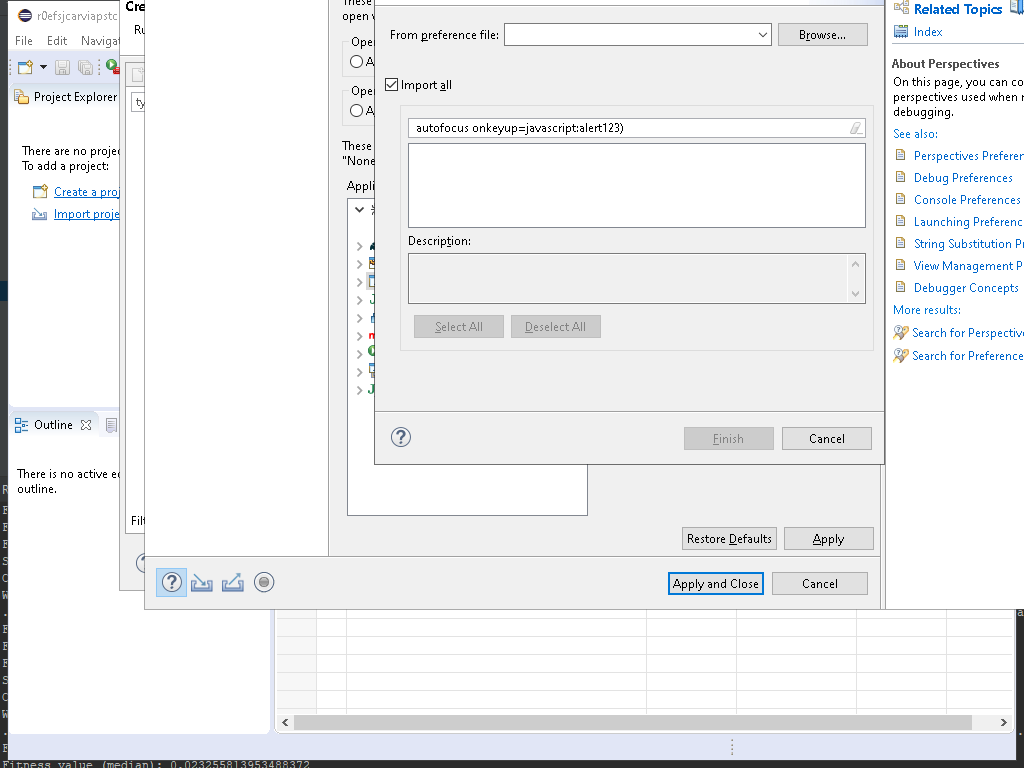 r0efsjcarviapstc
File Edit Navigat
Project Explorer
There are no projec
To add a project:
Create a proj
Import proje
Outline
There is no active ed
outline.
Cre
Ru
ty
Filt
These
open w
Open
A
Open
A
These
"None
Appli
From preference file:
Browse...
Import all
autofocus onkeyup=javascript:alert123)
Description:
Select All Deselect All
Finish Cancel
Restore Defaults Apply
Apply and Close Cancel
Related Topics
Index
About Perspectives
On this page, you can co
perspectives used when r
debugging.
See also:
Perspectives Preferen
Debug Preferences
Console Preferences
Launching Preferenc
String Substitution Pr
View Management P
Debugger Concepts
More results:
Search for Perspective
Search for Preference
Fitness value (median): 0.023255813953488372